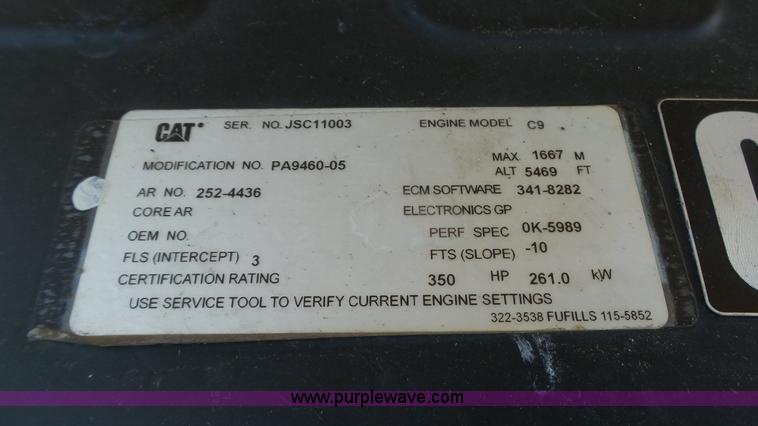 CAT SER. NO. JSC11003 ENGINE MODEL C9
MODIFICATION NO. PA9460-05 MAX 1667 M
ALT 5469 FT
AR NO. 252-4436 ECM SOFTWARE 341-8282
CORE AR ELECTRONICS GP
OEM NO. PERF SPEC 0K-5989
FLS (INTERCEPT) 3 FTS (SLOPE) -10
CERTIFICATION RATING 350 HP 261.0 kW
USE SERVICE TOOL TO VERIFY CURRENT ENGINE SETTINGS
322-3538 FUFILLS 115-5852
www.purplewave.com